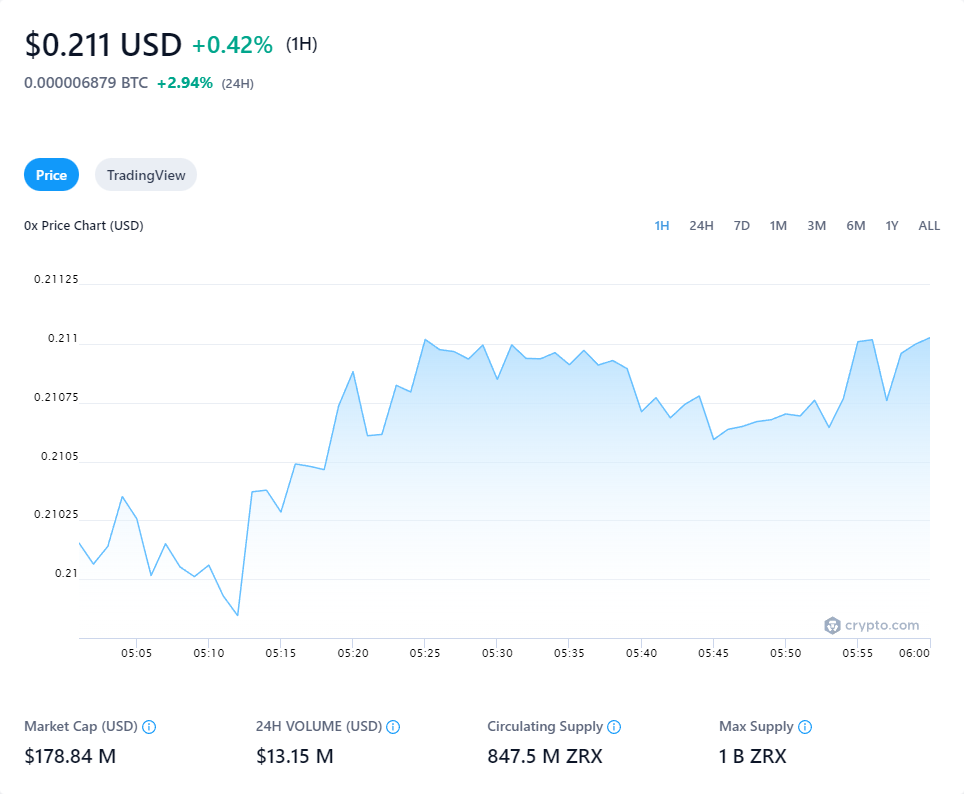 $0.211 USD +0.42% (1H)
0.000006879 BTC +2.94% (24H)
Price TradingView
0x Price Chart (USD) 1H 24H 7D 1M 3M 6M 1Y ALL
0.21125
0.211
0.21075
0.2105
0.21025
0.21
crypto.com
05:05 05:10 05:15 05:20 05:25 05:30 05:35 05:40 05:45 05:50 05:55 06:00
Market Cap (USD) 24H VOLUME (USD) Circulating Supply Max Supply
$178.84 M $13.15 M 847.5 M ZRX 1 B ZRX